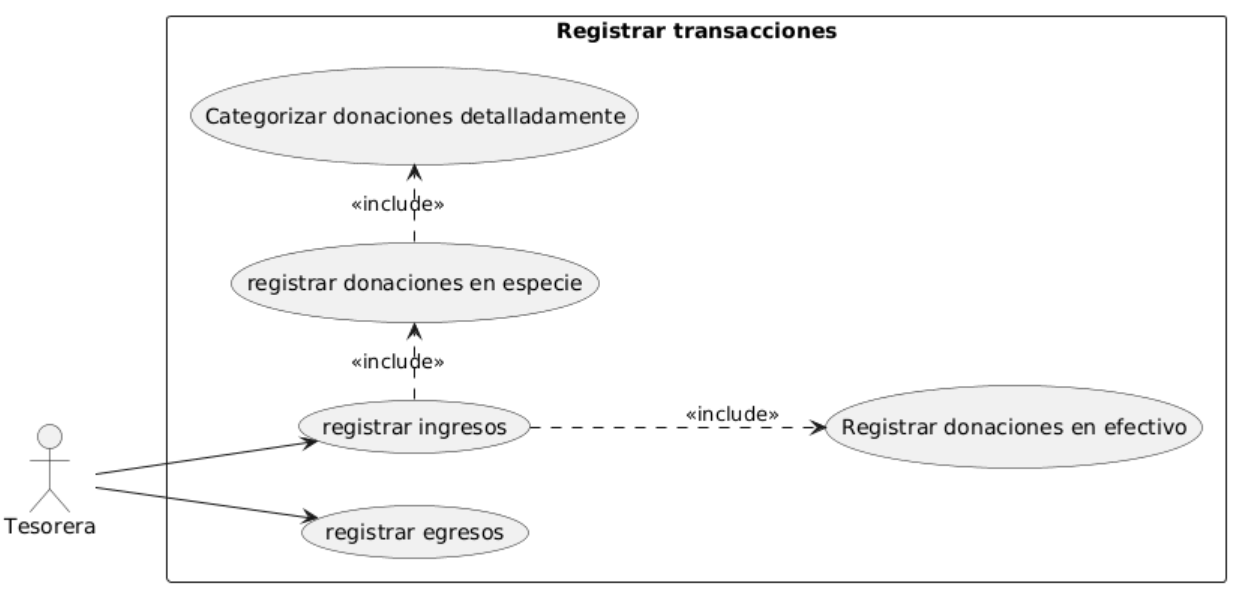 Registrar transacciones
Categorizar donaciones detalladamente
«include»
registrar donaciones en especie
«include»
registrar ingresos
«include»
Registrar donaciones en efectivo
Tesorera
registrar egresos